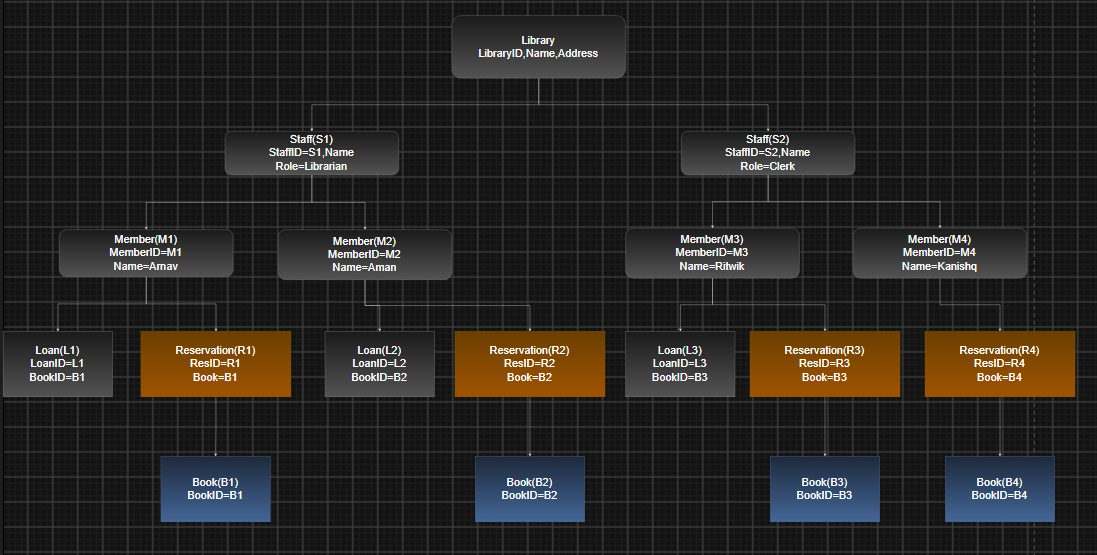 Library
LibraryID,Name,Address
Staff(S1)
StaffID=S1,Name
Role=Librarian
Staff(S2)
StaffID=S2,Name
Role=Clerk
Member(M1)
MemberID=M1
Name=Arnav
Member(M2)
MemberID=M2
Name=Aman
Member(M3)
MemberID=M3
Name=Ritwik
Member(M4)
MemberID=M4
Name=Kanishq
Loan(L1)
LoanID=L1
BookID=B1
Reservation(R1)
ResID=R1
Book=B1
Loan(L2)
LoanID=L2
BookID=B2
Reservation(R2)
ResID=R2
Book=B2
Loan(L3)
LoanID=L3
BookID=B3
Reservation(R3)
ResID=R3
Book=B3
Reservation(R4)
ResID=R4
Book=B4
Book(B1)
BookID=B1
Book(B2)
BookID=B2
Book(B3)
BookID=B3
Book(B4)
BookID=B4